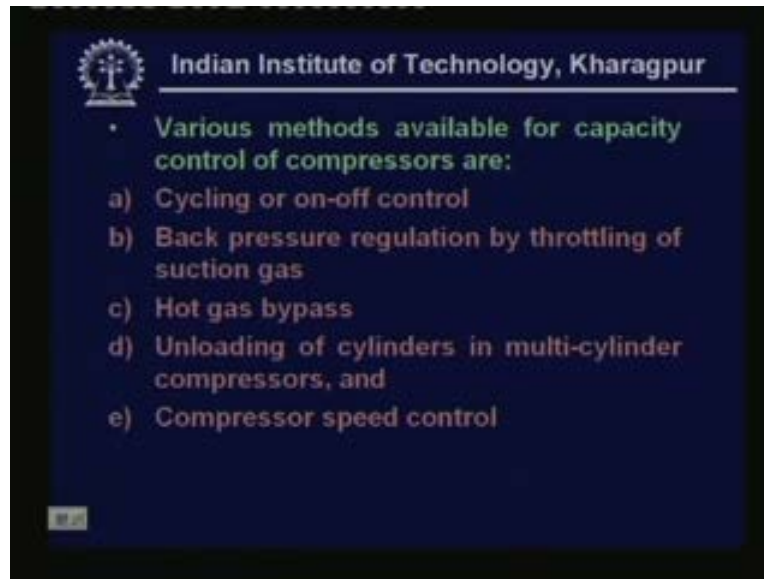 Indian Institute of Technology, Kharagpur
• Various methods available for capacity
control of compressors are:
a) Cycling or on-off control
b) Back pressure regulation by throttling of
suction gas
c) Hot gas bypass
d) Unloading of cylinders in multi-cylinder
compressors, and
e) Compressor speed control